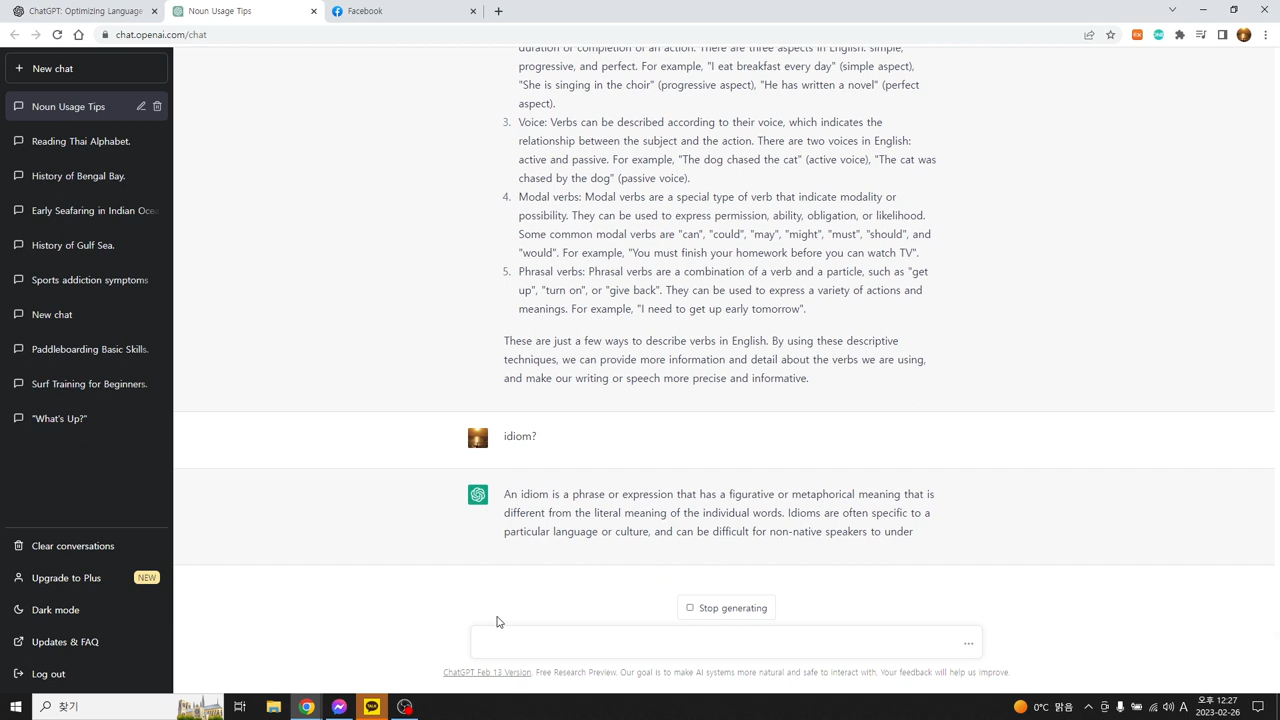 ChatGPT: Optimizing Language
Noun Usage Tips
Facebook
chat.openai.com/chat
New chat
Noun Usage Tips
Reading Thai Alphabet.
History of Bengal Bay.
Early Seafaring in Indian Ocea
History of Gulf Sea.
Sports addiction symptoms
New chat
Paddleboarding Basic Skills.
Surf Training for Beginners.
"What's Up?"
Clear conversations
Upgrade to Plus NEW
Dark mode
Updates & FAQ
Log out
duration or completion of an action. There are three aspects in English: simple,
progressive, and perfect. For example, "I eat breakfast every day" (simple aspect),
"She is singing in the choir" (progressive aspect), "He has written a novel" (perfect
aspect).
3. Voice: Verbs can be described according to their voice, which indicates the
relationship between the subject and the action. There are two voices in English:
active and passive. For example, "The dog chased the cat" (active voice), "The cat was
chased by the dog" (passive voice).
4. Modal verbs: Modal verbs are a special type of verb that indicate modality or
possibility. They can be used to express permission, ability, obligation, or likelihood.
Some common modal verbs are "can", "could", "may", "might", "must", "should", and
"would". For example, "You must finish your homework before you can watch TV".
5. Phrasal verbs: Phrasal verbs are a combination of a verb and a particle, such as "get
up", "turn on", or "give back". They can be used to express a variety of actions and
meanings. For example, "I need to get up early tomorrow".
These are just a few ways to describe verbs in English. By using these descriptive
techniques, we can provide more information and detail about the verbs we are using,
and make our writing or speech more precise and informative.
idiom?
An idiom is a phrase or expression that has a figurative or metaphorical meaning that is
different from the literal meaning of the individual words. Idioms are often specific to a
particular language or culture, and can be difficult for non-native speakers to under
Stop generating
ChatGPT Feb 13 Version. Free Research Preview. Our goal is to make AI systems more natural and safe to interact with. Your feedback will help us improve.
찾기
TALK
0°C 맑음
A
오후 12:27
2023-02-26